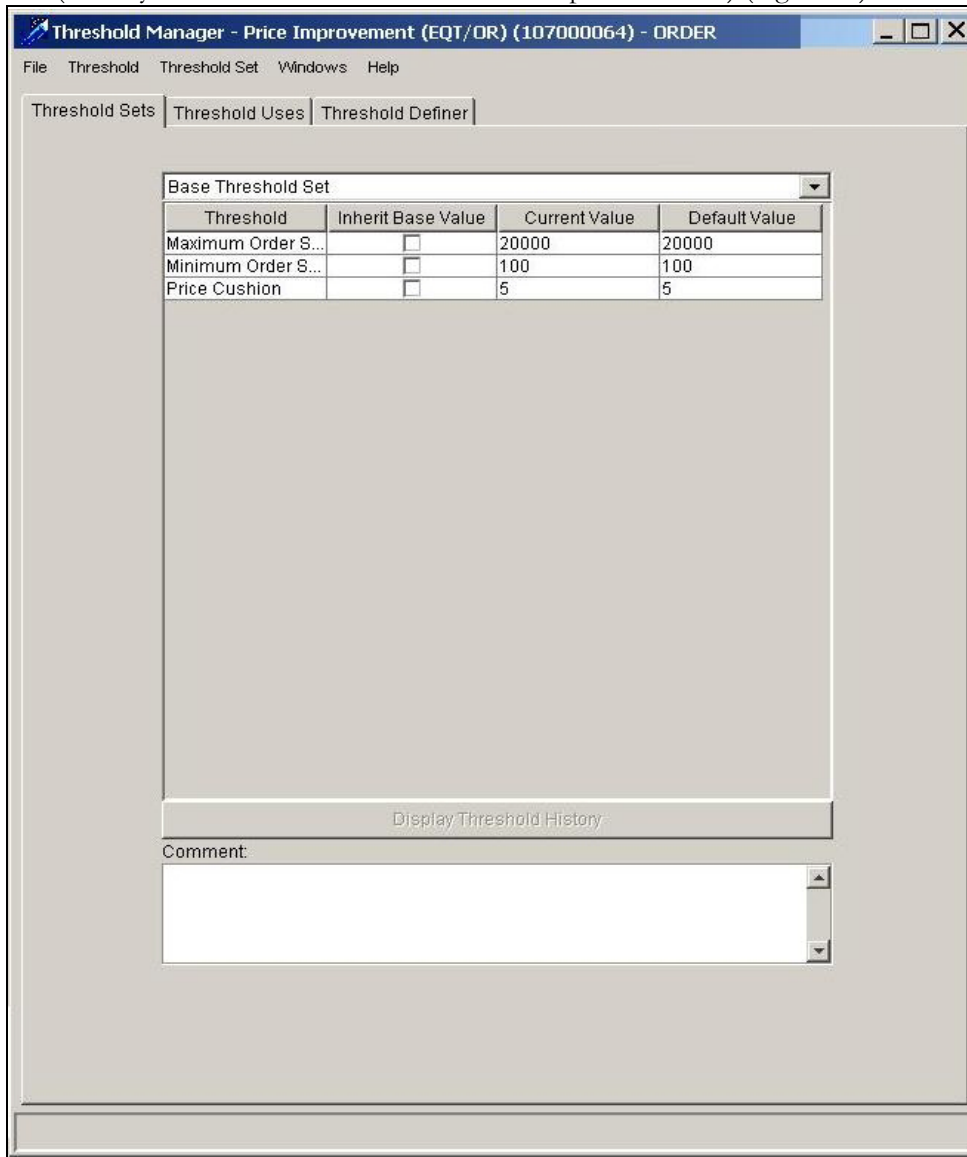 Threshold Manager - Price Improvement (EQT/OR) (107000064) - ORDER
File Threshold Threshold Set Windows Help
Threshold Sets Threshold Uses Threshold Definer
Base Threshold Set
Threshold Inherit Base Value Current Value Default Value
Maximum Order S... 20000 20000
Minimum Order S... 100 100
Price Cushion 5 5
Display Threshold History
Comment: